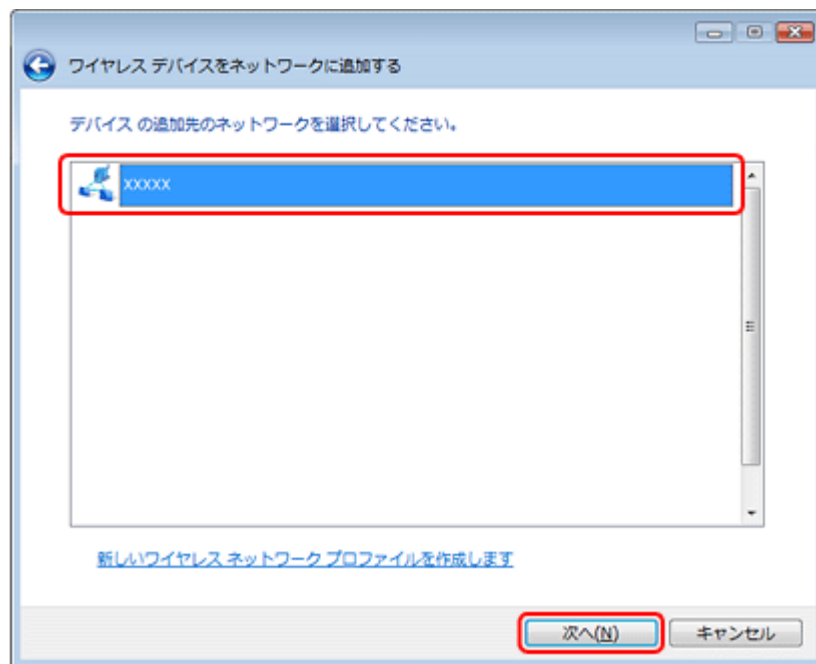 ワイヤレス デバイスをネットワークに追加する
デバイス の追加先のネットワークを選択してください。
xxxxx
新しいワイヤレス ネットワーク プロファイルを作成します
次へ(N)
キャンセル